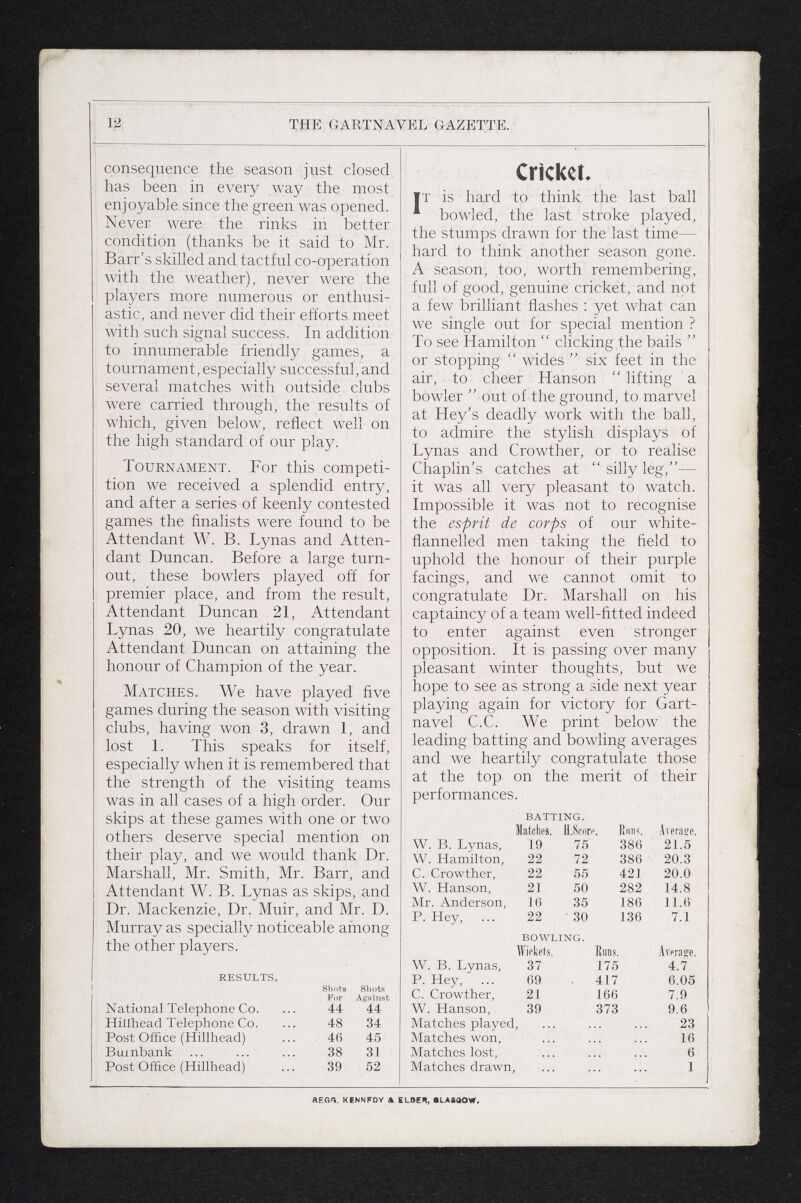 12 THE GARTNAVEL GAZETTE.
consequence the season just closed
has been in every way the most
enjoyable since the green was opened.
Never were the rinks in better
condition (thanks be it said to Mr.
Barr's skilled and tactful co-operation
with the weather), never were the
players more numerous or enthusi-
astic, and never did their efforts meet
with such signal success. In addition
to innumerable friendly games, a
tournament, especially successful, and
several matches with outside clubs
were carried through, the results of
which, given below, reflect well on
the high standard of our play.
TOURNAMENT. For this competi-
tion we received a splendid entry,
and after a series of keenly contested
games the finalists were found to be
Attendant W. B. Lynas and Atten-
dant Duncan. Before a large turn-
out, these bowlers played off for
premier place, and from the result,
Attendant Duncan 21, Attendant
Lynas 20, we heartily congratulate
Attendant Duncan on attaining the
honour of Champion of the year.
MATCHES. We have played five
games during the season with visiting
clubs, having won 3, drawn 1, and
lost 1. This speaks for itself,
especially when it is remembered that
the strength of the visiting teams
was in all cases of a high order. Our
skips at these games with one or two
others deserve special mention on
their play, and we would thank Dr.
Marshall, Mr. Smith, Mr. Barr, and
Attendant W. B. Lynas as skips, and
Dr. Mackenzie, Dr. Muir, and Mr. D.
Murray as specially noticeable among
the other players.
RESULTS.
Shots Shots
For Against
National Telephone Co. ... 44 44
Hillhead Telephone Co. ... 48 34
Post Office (Hillhead) ... 46 45
Burnbank ... ... ... 38 31
Post Office (Hillhead) ... 39 52
Cricket.
IT is hard to think the last ball
bowled, the last stroke played,
the stumps drawn for the last time—
hard to think another season gone.
A season, too, worth remembering,
full of good, genuine cricket, and not
a few brilliant flashes : yet what can
we single out for special mention ?
To see Hamilton “ clicking the bails ”
or stopping “ wides ” six feet in the
air, to cheer Hanson “ lifting a
bowler ” out of the ground, to marvel
at Hey's deadly work with the ball,
to admire the stylish displays of
Lynas and Crowther, or to realise
Chaplin's catches at “ silly leg,”—
it was all very pleasant to watch.
Impossible it was not to recognise
the esprit de corps of our white-
flannelled men taking the field to
uphold the honour of their purple
facings, and we cannot omit to
congratulate Dr. Marshall on his
captaincy of a team well-fitted indeed
to enter against even stronger
opposition. It is passing over many
pleasant winter thoughts, but we
hope to see as strong a side next year
playing again for victory for Gart-
navel C.C. We print below the
leading batting and bowling averages
and we heartily congratulate those
at the top on the merit of their
performances.
BATTING.
Matches. H.Score. Runs. Average.
W. B. Lynas, 19 75 386 21.5
W. Hamilton, 22 72 386 20.3
C. Crowther, 22 55 421 20.0
W. Hanson, 21 50 282 14.8
Mr. Anderson, 16 35 186 11.6
P. Hey, ... 22 30 136 7.1
BOWLING.
Wickets. Runs. Average.
W. B. Lynas, 37 175 4.7
P. Hey, ... 69 417 6.05
C. Crowther, 21 166 7.9
W. Hanson, 39 373 9.6
Matches played, ... ... ... 23
Matches won, ... ... ... 16
Matches lost, ... ... ... 6
Matches drawn, ... ... ... 1
REGG. KENNEDY & ELDER, GLASGOW.